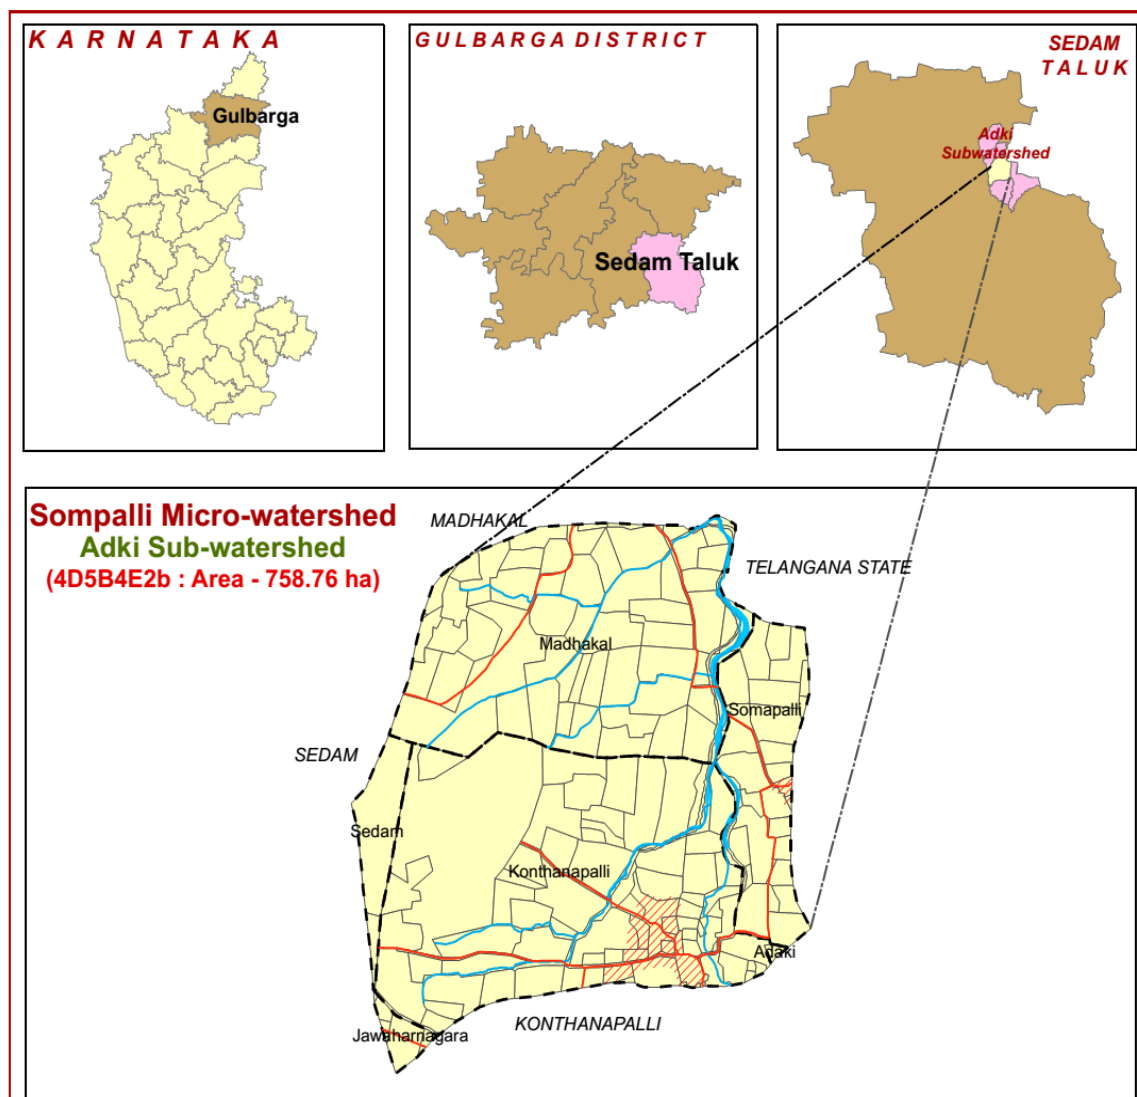 K A R N A T A K A
Gulbarga
G U L B A R G A D I S T R I C T
Sedam Taluk
SEDAM
T A L U K
Adki
Subwatershed
Sompalli Micro-watershed
Adki Sub-watershed
(4D5B4E2b : Area - 758.76 ha)
MADHAKAL
TELANGANA STATE
Madhakal
Somapalli
SEDAM
Sedam
Konthanapalli
Adaki
KONTHANAPALLI
Jawaharnagara